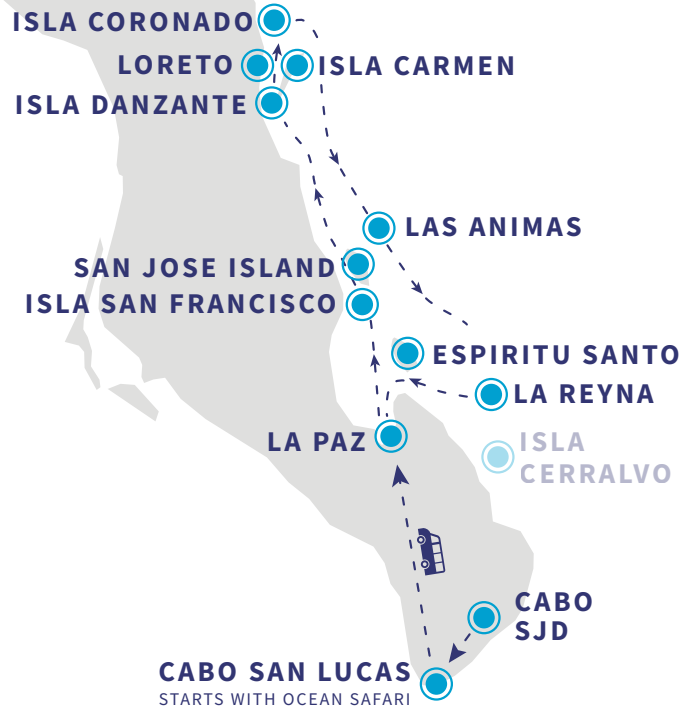 ISLA CORONADO
LORETO
ISLA CARMEN
ISLA DANZANTE
LAS ANIMAS
SAN JOSE ISLAND
ISLA SAN FRANCISCO
ESPIRITU SANTO
LA REYNA
LA PAZ
ISLA
CERRALVO
CABO
SJD
CABO SAN LUCAS
STARTS WITH OCEAN SAFARI